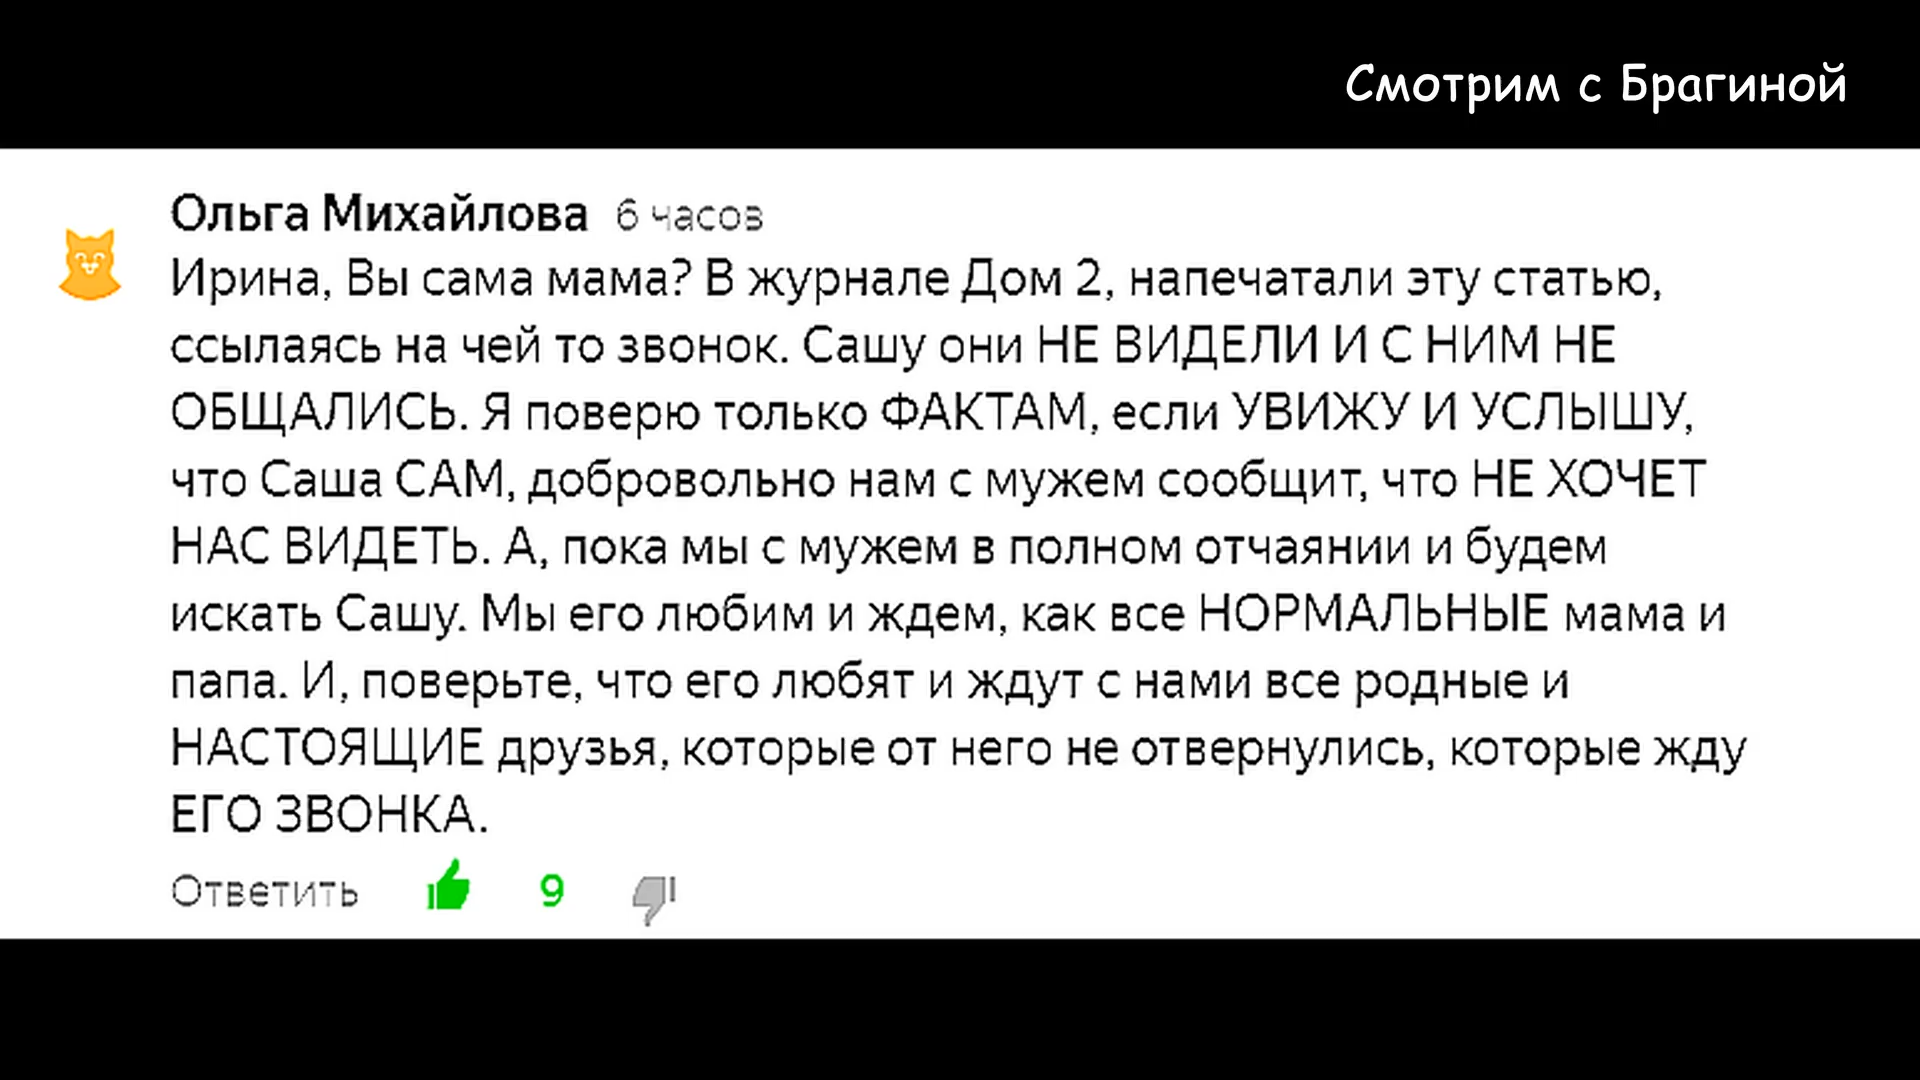 Смотрим с Брагиной
Ольга Михайлова 6 часов
Ирина, Вы сама мама? В журнале Дом 2, напечатали эту статью,
ссылаясь на чей то звонок. Сашу они НЕ ВИДЕЛИ И С НИМ НЕ
ОБЩАЛИСЬ. Я поверю только ФАКТАМ, если УВИЖУ И УСЛЫШУ,
что Саша САМ, добровольно нам с мужем сообщит, что НЕ ХОЧЕТ
НАС ВИДЕТЬ. А, пока мы с мужем в полном отчаянии и будем
искать Сашу. Мы его любим и ждем, как все НОРМАЛЬНЫЕ мама и
папа. И, поверьте, что его любят и ждут с нами все родные и
НАСТОЯЩИЕ друзья, которые от него не отвернулись, которые жду
ЕГО ЗВОНКА.
Ответить 9